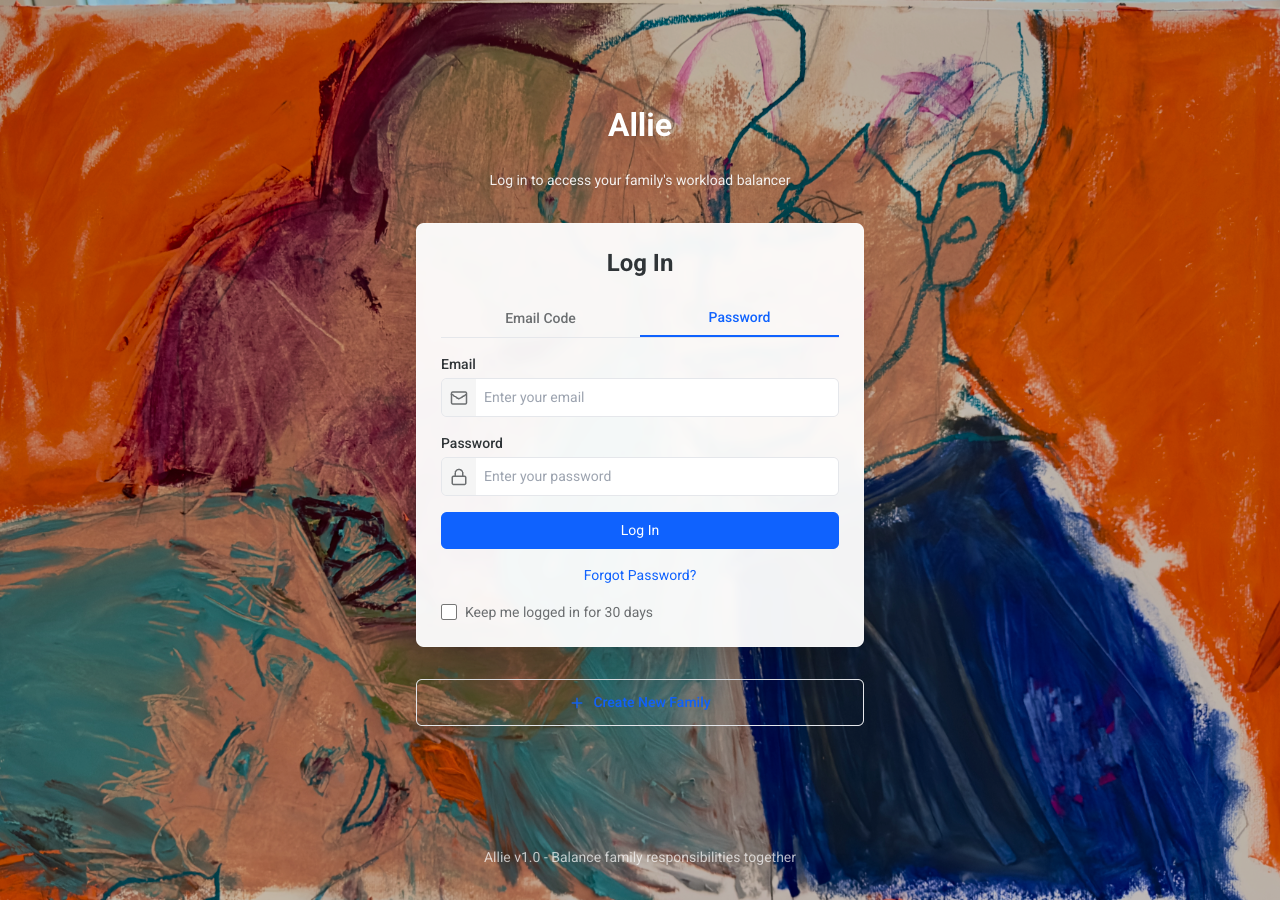 Allie
Log in to access your family's workload balancer
Log In
Email Code
Password
Email
Enter your email
Password
Enter your password
Log In
Forgot Password?
Keep me logged in for 30 days
+ Create New Family
Allie v1.0 - Balance family responsibilities together